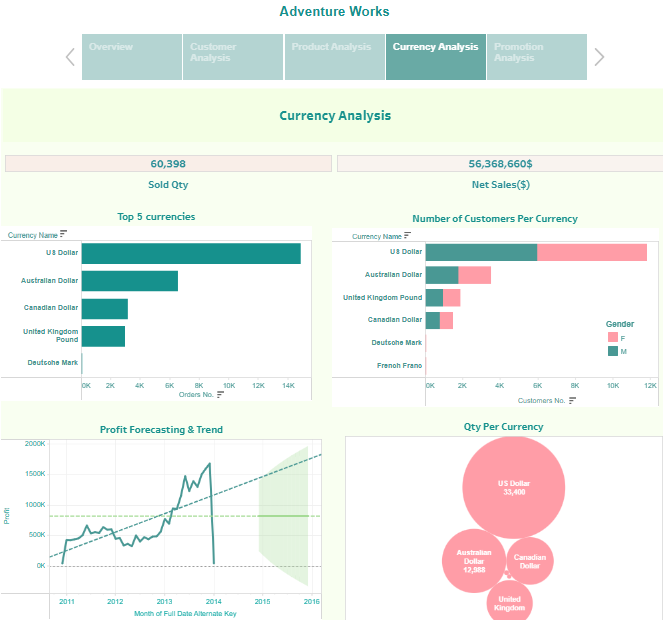 Adventure Works
Overview
Customer
Analysis
Product Analysis
Currency Analysis
Promotion
Analysis
Currency Analysis
60,398
56,368,660$
Sold Qty
Net Sales($)
Top 5 currencies
Currency Name
US Dollar
Australian Dollar
Canadian Dollar
United Kingdom
Pound
Deutsche Mark
0K 2K 4K 6K 8K 10K 12K 14K
Orders No.
Number of Customers Per Currency
Currency Name
US Dollar
Australian Dollar
United Kingdom Pound
Canadian Dollar
Deutsche Mark
French Franc
0K 2K 4K 6K 8K 10K 12K
Customers No.
Gender
F
M
Profit Forecasting & Trend
Profit
2000K
1500K
1000K
500K
0K
2011 2012 2013 2014 2015 2016
Month of Full Date Alternate Key
Qty Per Currency
US Dollar
33,400
Australian
Dollar
12,988
Canadian
Dollar
United
Kingdom